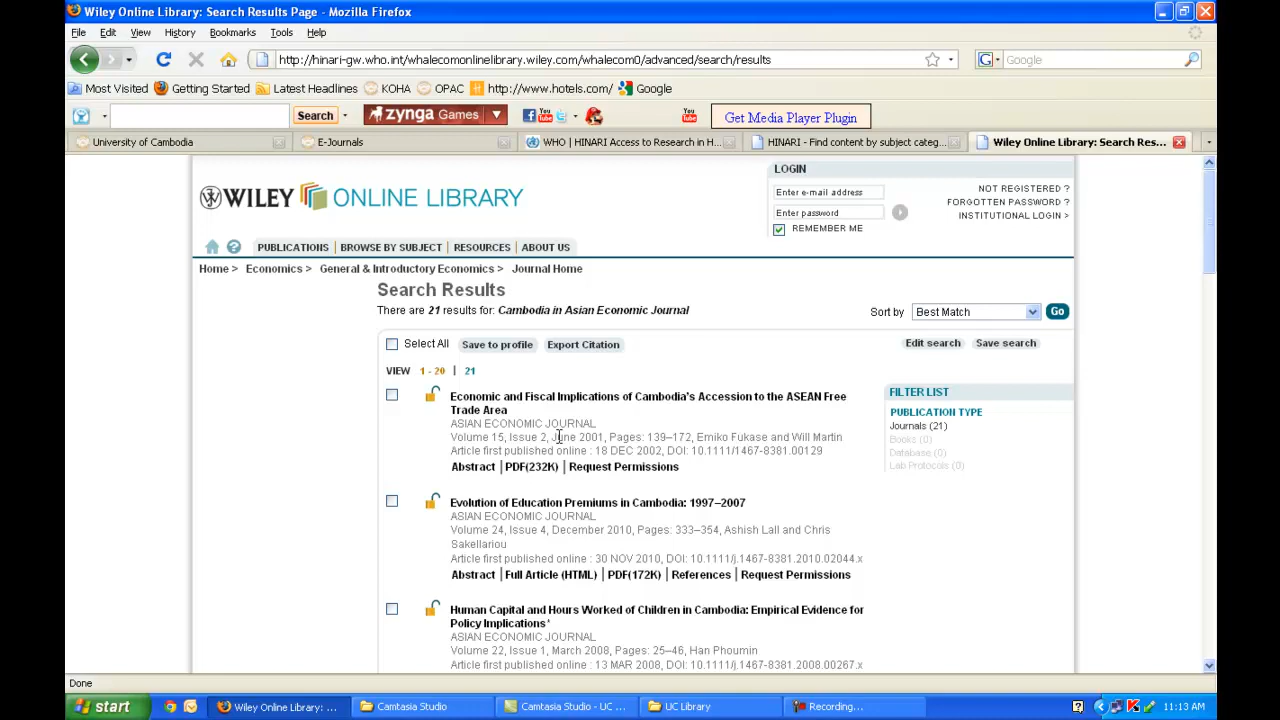 Wiley Online Library: Search Results Page - Mozilla Firefox
File Edit View History Bookmarks Tools Help
http://hinari-gw.who.int/whalecomonlinelibrary.wiley.com/whalecom0/advanced/search/results
Google
Most Visited Getting Started Latest Headlines KOHA OPAC http://www.hotels.com/ Google
Search zynga Games You Tube You Tube Get Media Player Plugin
University of Cambodia E-Journals WHO | HINARI Access to Research in H... HINARI - Find content by subject categ... Wiley Online Library: Search Res...
LOGIN
WILEY ONLINE LIBRARY
Enter e-mail address
NOT REGISTERED ?
FORGOTTEN PASSWORD ?
Enter password
INSTITUTIONAL LOGIN >
REMEMBER ME
PUBLICATIONS | BROWSE BY SUBJECT | RESOURCES | ABOUT US
Home > Economics > General & Introductory Economics > Journal Home
Search Results
There are 21 results for: Cambodia in Asian Economic Journal
Sort by Best Match Go
Select All Save to profile Export Citation
Edit search Save search
VIEW 1 - 20 | 21
Economic and Fiscal Implications of Cambodia's Accession to the ASEAN Free
Trade Area
ASIAN ECONOMIC JOURNAL
Volume 15, Issue 2, June 2001, Pages: 139–172, Emiko Fukase and Will Martin
Article first published online : 18 DEC 2002, DOI: 10.1111/1467-8381.00129
Abstract | PDF(232K) | Request Permissions
FILTER LIST
PUBLICATION TYPE
Journals (21)
Books (0)
Database (0)
Lab Protocols (0)
Evolution of Education Premiums in Cambodia: 1997–2007
ASIAN ECONOMIC JOURNAL
Volume 24, Issue 4, December 2010, Pages: 333–354, Ashish Lall and Chris
Sakellariou
Article first published online : 30 NOV 2010, DOI: 10.1111/j.1467-8381.2010.02044.x
Abstract | Full Article (HTML) | PDF(172K) | References | Request Permissions
Human Capital and Hours Worked of Children in Cambodia: Empirical Evidence for
Policy Implications*
ASIAN ECONOMIC JOURNAL
Volume 22, Issue 1, March 2008, Pages: 25–46, Han Phoumin
Article first published online : 13 MAR 2008, DOI: 10.1111/j.1467-8381.2008.00267.x
Done
start Wiley Online Library: ... Camtasia Studio Camtasia Studio - UC ... UC Library Recording... 11:13 AM